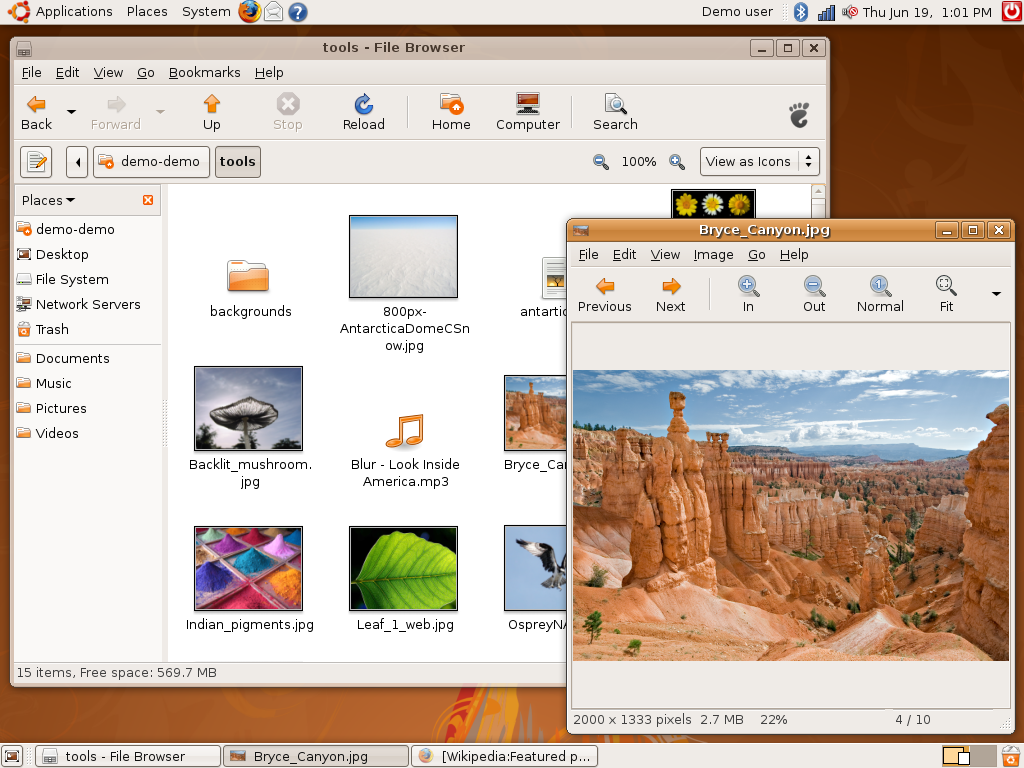 Applications Places System
Demo user Thu Jun 19, 1:01 PM
tools - File Browser
File Edit View Go Bookmarks Help
Back Forward Up Stop Reload Home Computer Search
demo-demo tools 100% View as Icons
Places
demo-demo
Desktop
File System
Network Servers
Trash
Documents
Music
Pictures
Videos
backgrounds
800px-
AntarcticaDomeCSn
ow.jpg
antartic
Backlit_mushroom.
jpg
Blur - Look Inside
America.mp3
Bryce_Ca
Indian_pigments.jpg
Leaf_1_web.jpg
OspreyNA
15 items, Free space: 569.7 MB
Bryce_Canyon.jpg
File Edit View Image Go Help
Previous Next In Out Normal Fit
2000 x 1333 pixels 2.7 MB 22% 4 / 10
tools - File Browser
Bryce_Canyon.jpg
[Wikipedia:Featured p...